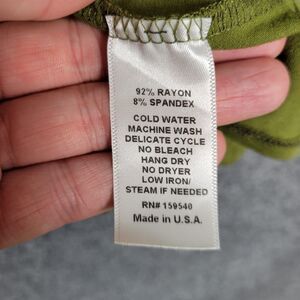 92% RAYON
8% SPANDEX
COLD WATER
MACHINE WASH
DELICATE CYCLE
NO BLEACH
HANG DRY
NO DRYER
LOW IRON/
STEAM IF NEEDED
RN# 159540
Made in U.S.A.